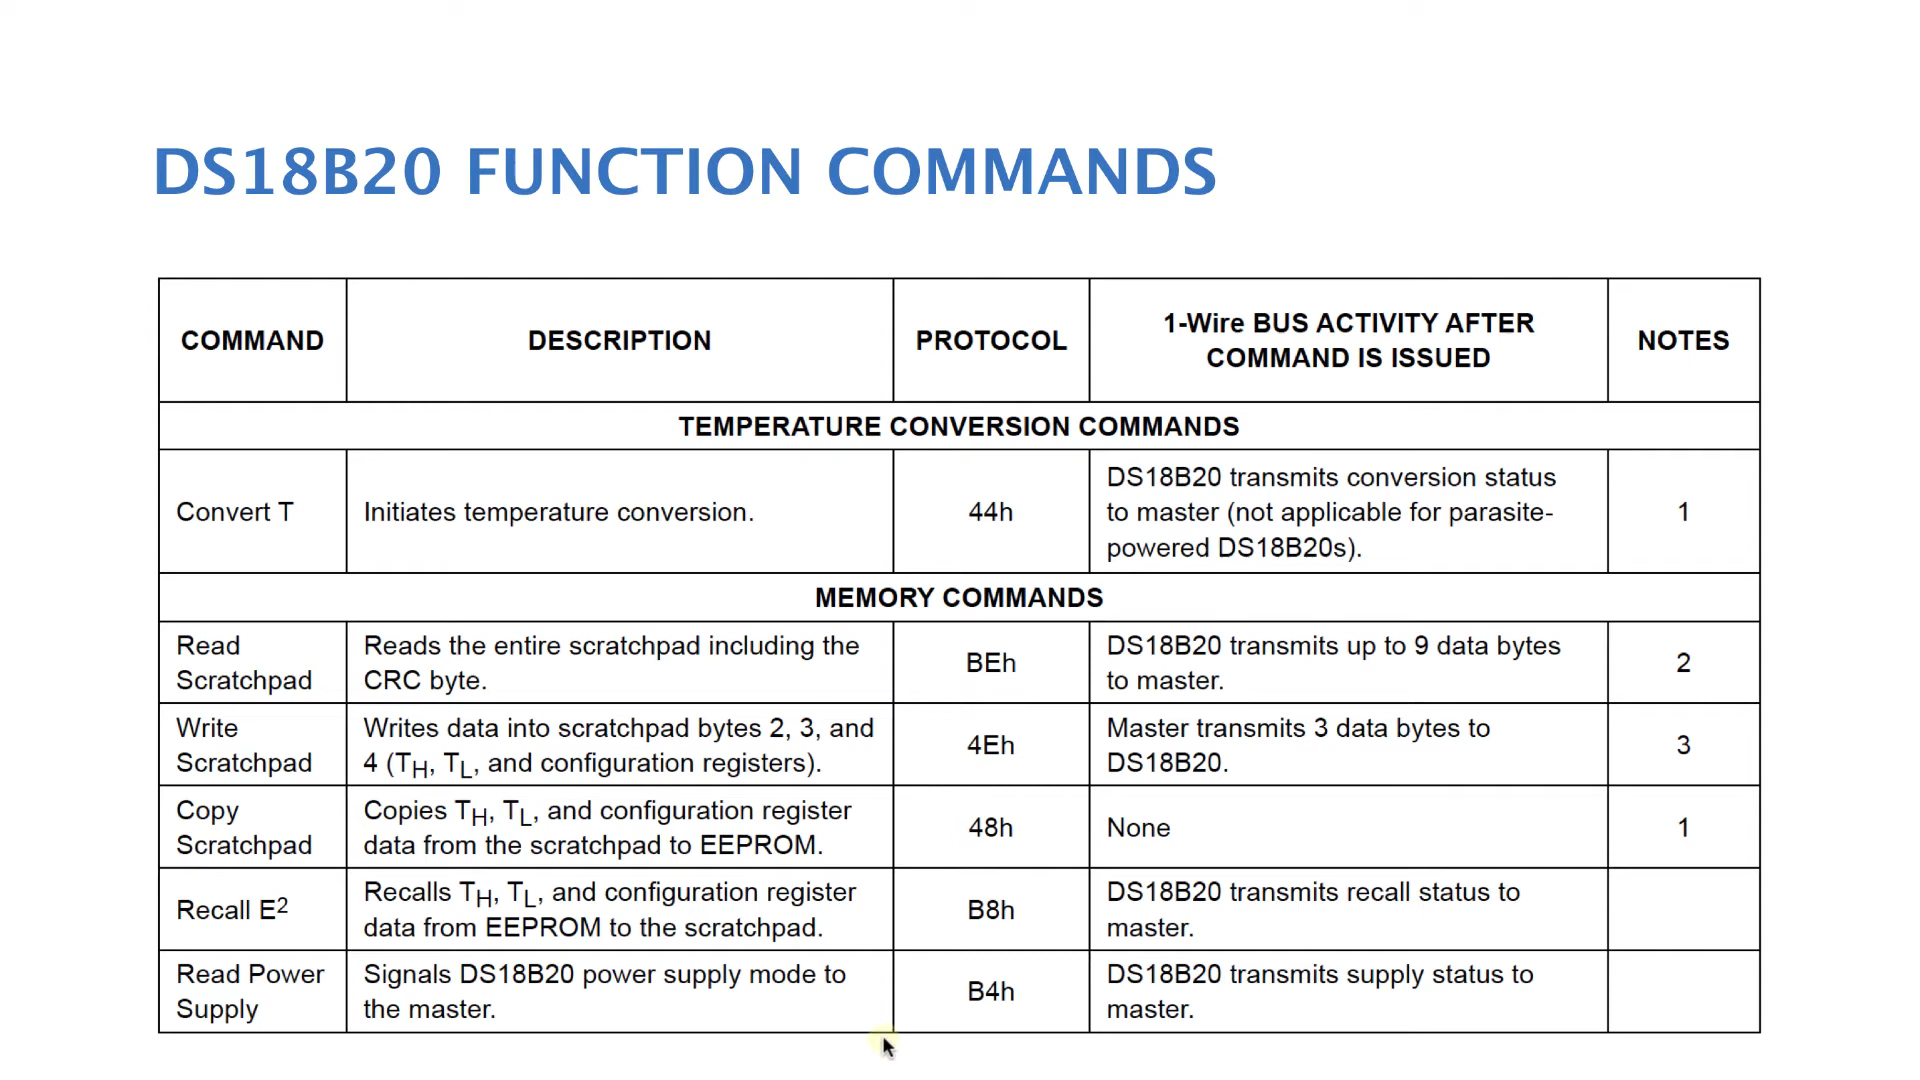 DS18B20 FUNCTION COMMANDS
COMMAND
DESCRIPTION
PROTOCOL
1-Wire BUS ACTIVITY AFTER
COMMAND IS ISSUED
NOTES
TEMPERATURE CONVERSION COMMANDS
Convert T
Initiates temperature conversion.
44h
DS18B20 transmits conversion status
to master (not applicable for parasite-
powered DS18B20s).
1
MEMORY COMMANDS
Read
Scratchpad
Reads the entire scratchpad including the
CRC byte.
BEh
DS18B20 transmits up to 9 data bytes
to master.
2
Write
Scratchpad
Writes data into scratchpad bytes 2, 3, and
4 (TH, TL, and configuration registers).
4Eh
Master transmits 3 data bytes to
DS18B20.
3
Copy
Scratchpad
Copies TH, TL, and configuration register
data from the scratchpad to EEPROM.
48h
None
1
Recall E2
Recalls TH, TL, and configuration register
data from EEPROM to the scratchpad.
B8h
DS18B20 transmits recall status to
master.
Read Power
Supply
Signals DS18B20 power supply mode to
the master.
B4h
DS18B20 transmits supply status to
master.